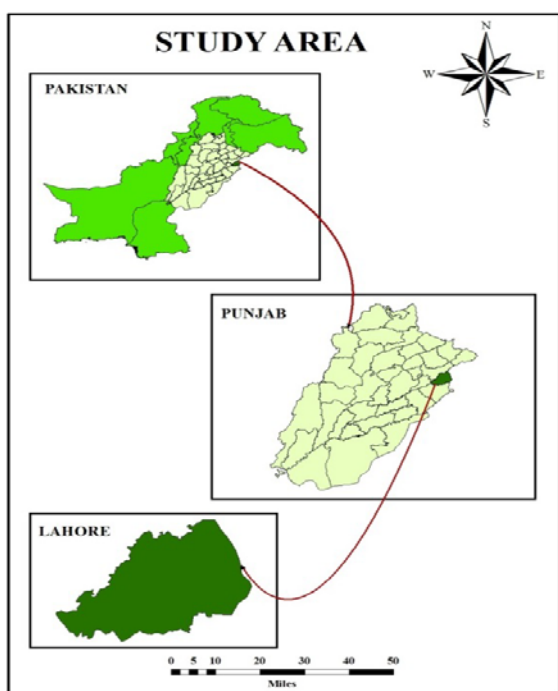 STUDY AREA
N
W E
S
PAKISTAN
PUNJAB
LAHORE
0 5 10 20 30 40 50
Miles